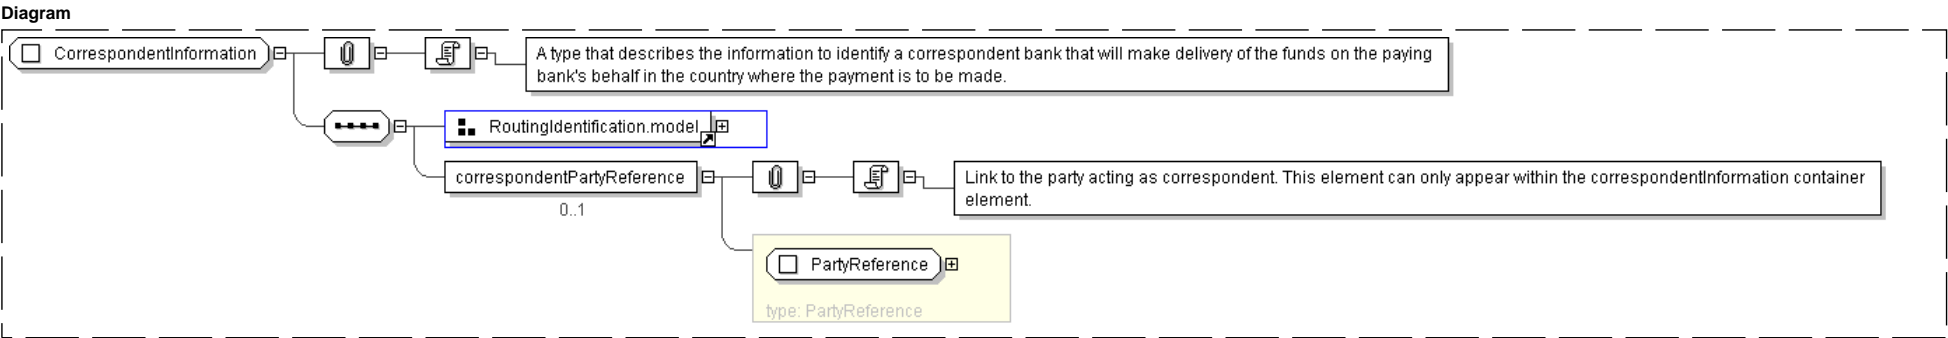 Diagram
CorrespondentInformation
A type that describes the information to identify a correspondent bank that will make delivery of the funds on the paying
bank's behalf in the country where the payment is to be made.
RoutingIdentification.model
correspondentPartyReference
0..1
Link to the party acting as correspondent. This element can only appear within the correspondentInformation container
element.
PartyReference
type: PartyReference